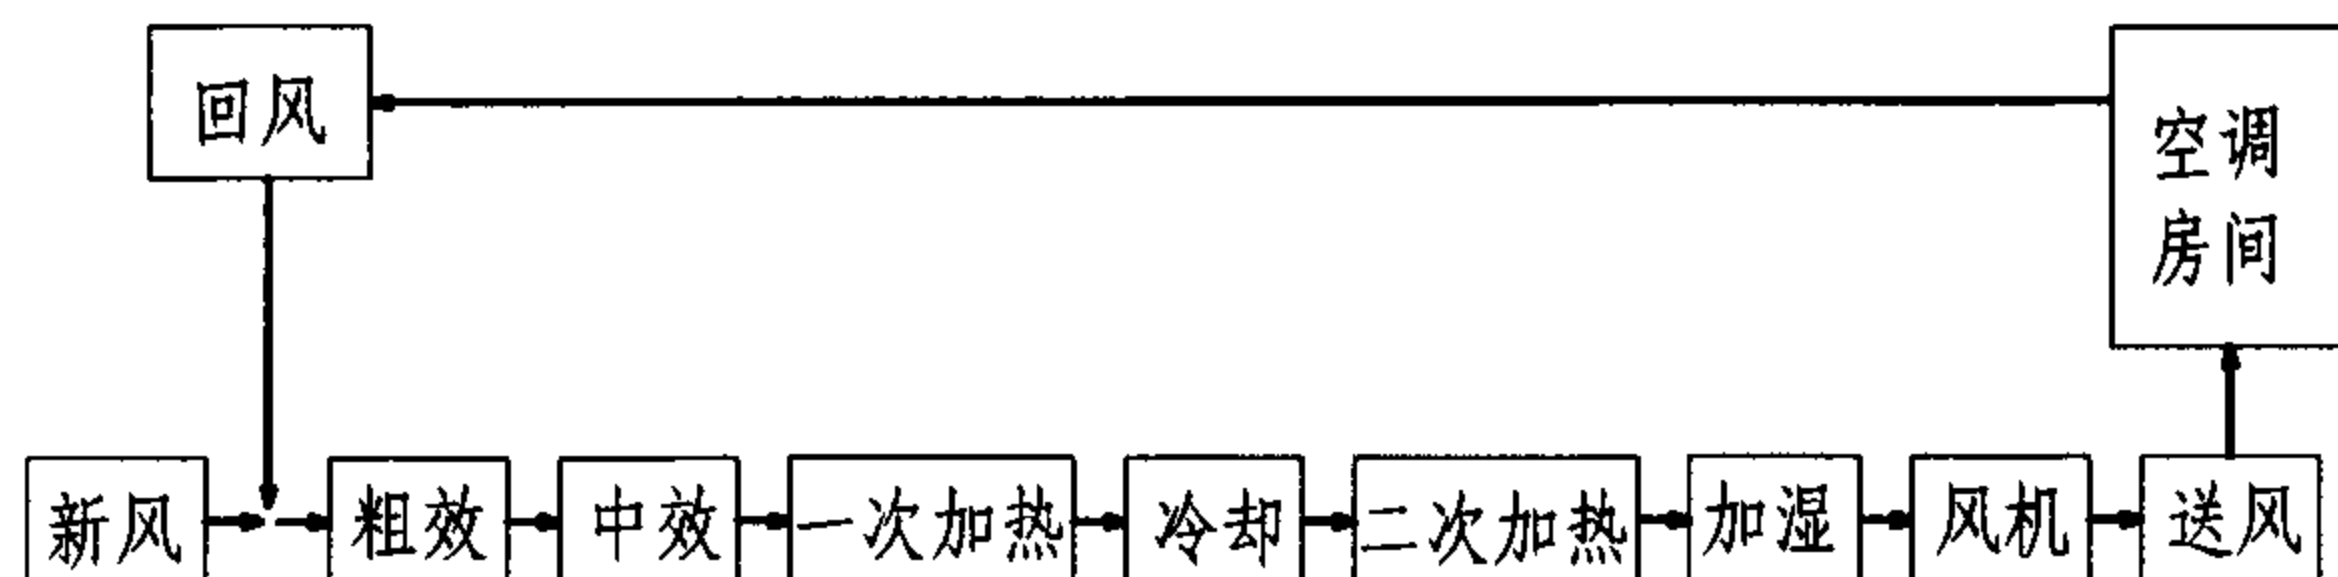 回风
空调
房间
新风
粗效
中效
一次加热
冷却
二次加热
加湿
风机
送风